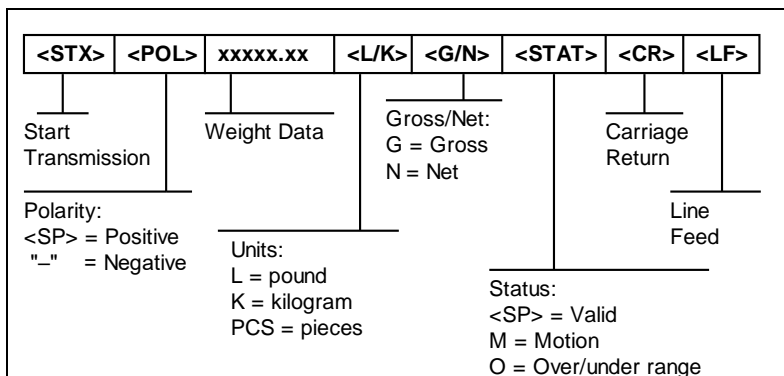 <STX> <POL> xxxxx.xx <L/K> <G/N> <STAT> <CR> <LF>
Start
Transmission
Weight Data
Gross/Net:
G = Gross
N = Net
Carriage
Return
Polarity:
<SP> = Positive
"–" = Negative
Units:
L = pound
K = kilogram
PCS = pieces
Line
Feed
Status:
<SP> = Valid
M = Motion
O = Over/under range